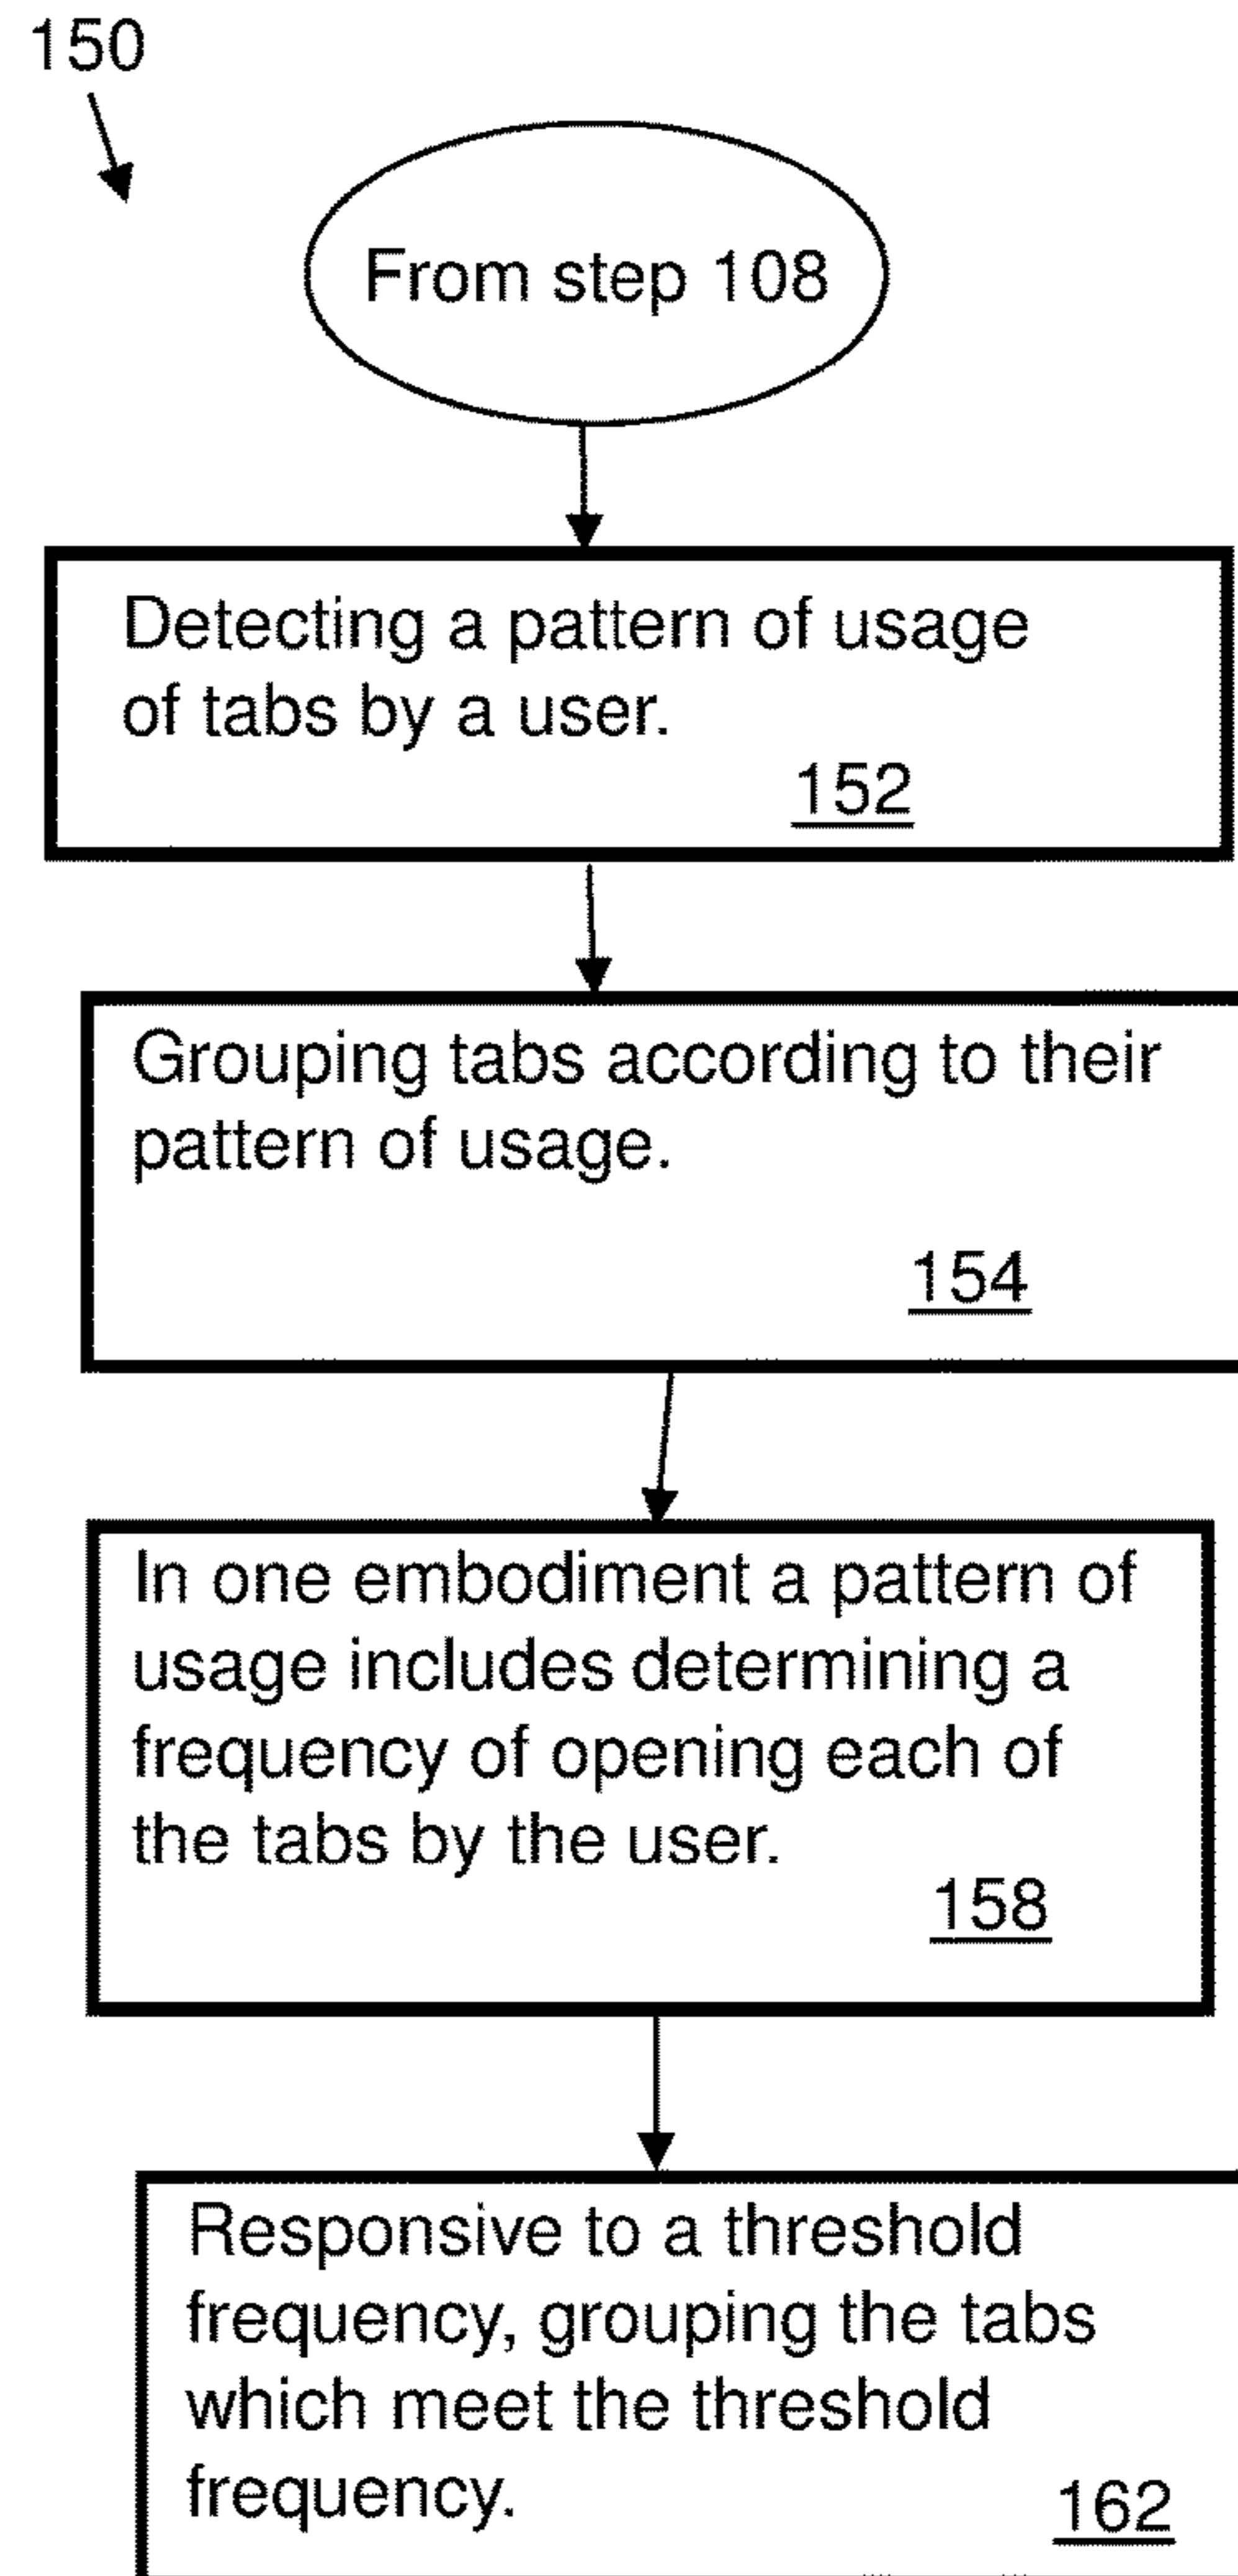 150
From step 108
Detecting a pattern of usage
of tabs by a user.
152
Grouping tabs according to their
pattern of usage.
154
In one embodiment a pattern of
usage includes determining a
frequency of opening each of
the tabs by the user.
158
Responsive to a threshold
frequency, grouping the tabs
which meet the threshold
frequency.
162